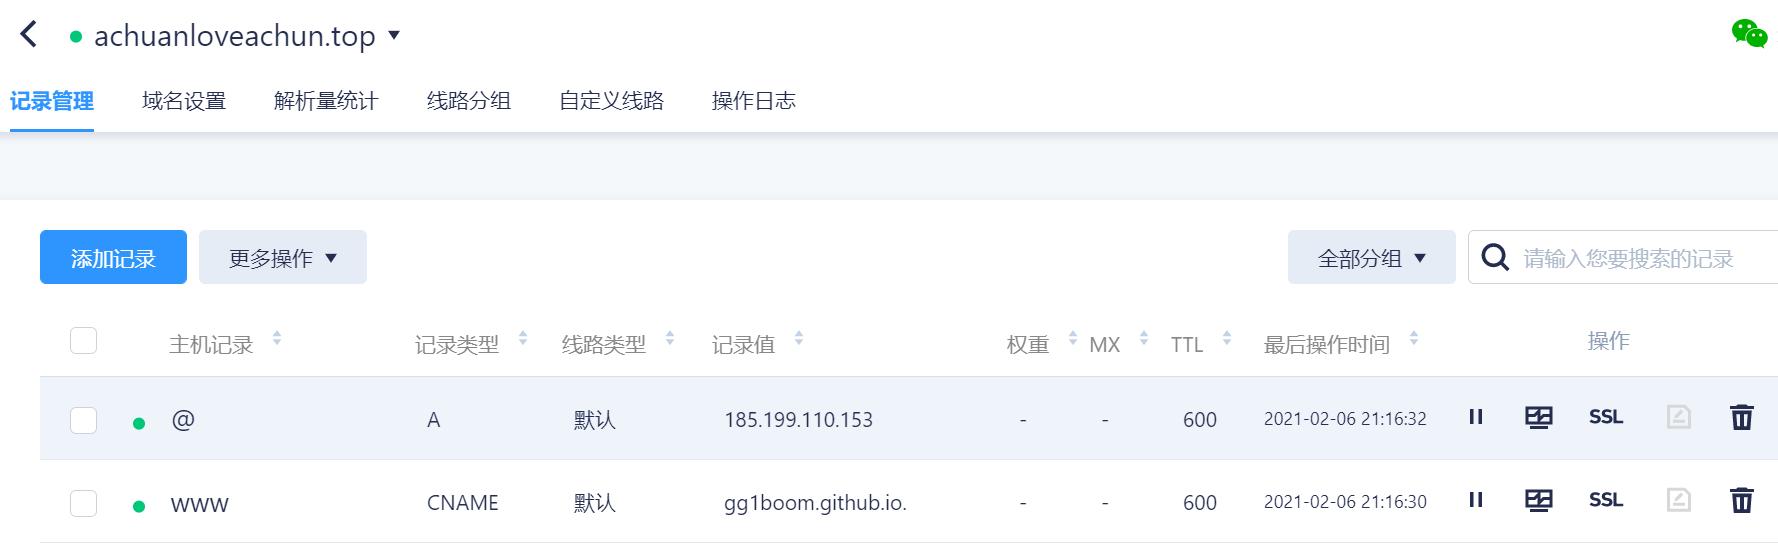 achuanloveachun.top
记录管理 域名设置 解析量统计 线路分组 自定义线路 操作日志
添加记录 更多操作 全部分组 请输入您要搜索的记录
主机记录 记录类型 线路类型 记录值 权重 MX TTL 最后操作时间 操作
@ A 默认 185.199.110.153 - - 600 2021-02-06 21:16:32 SSL
www CNAME 默认 gg1boom.github.io. - - 600 2021-02-06 21:16:30 SSL